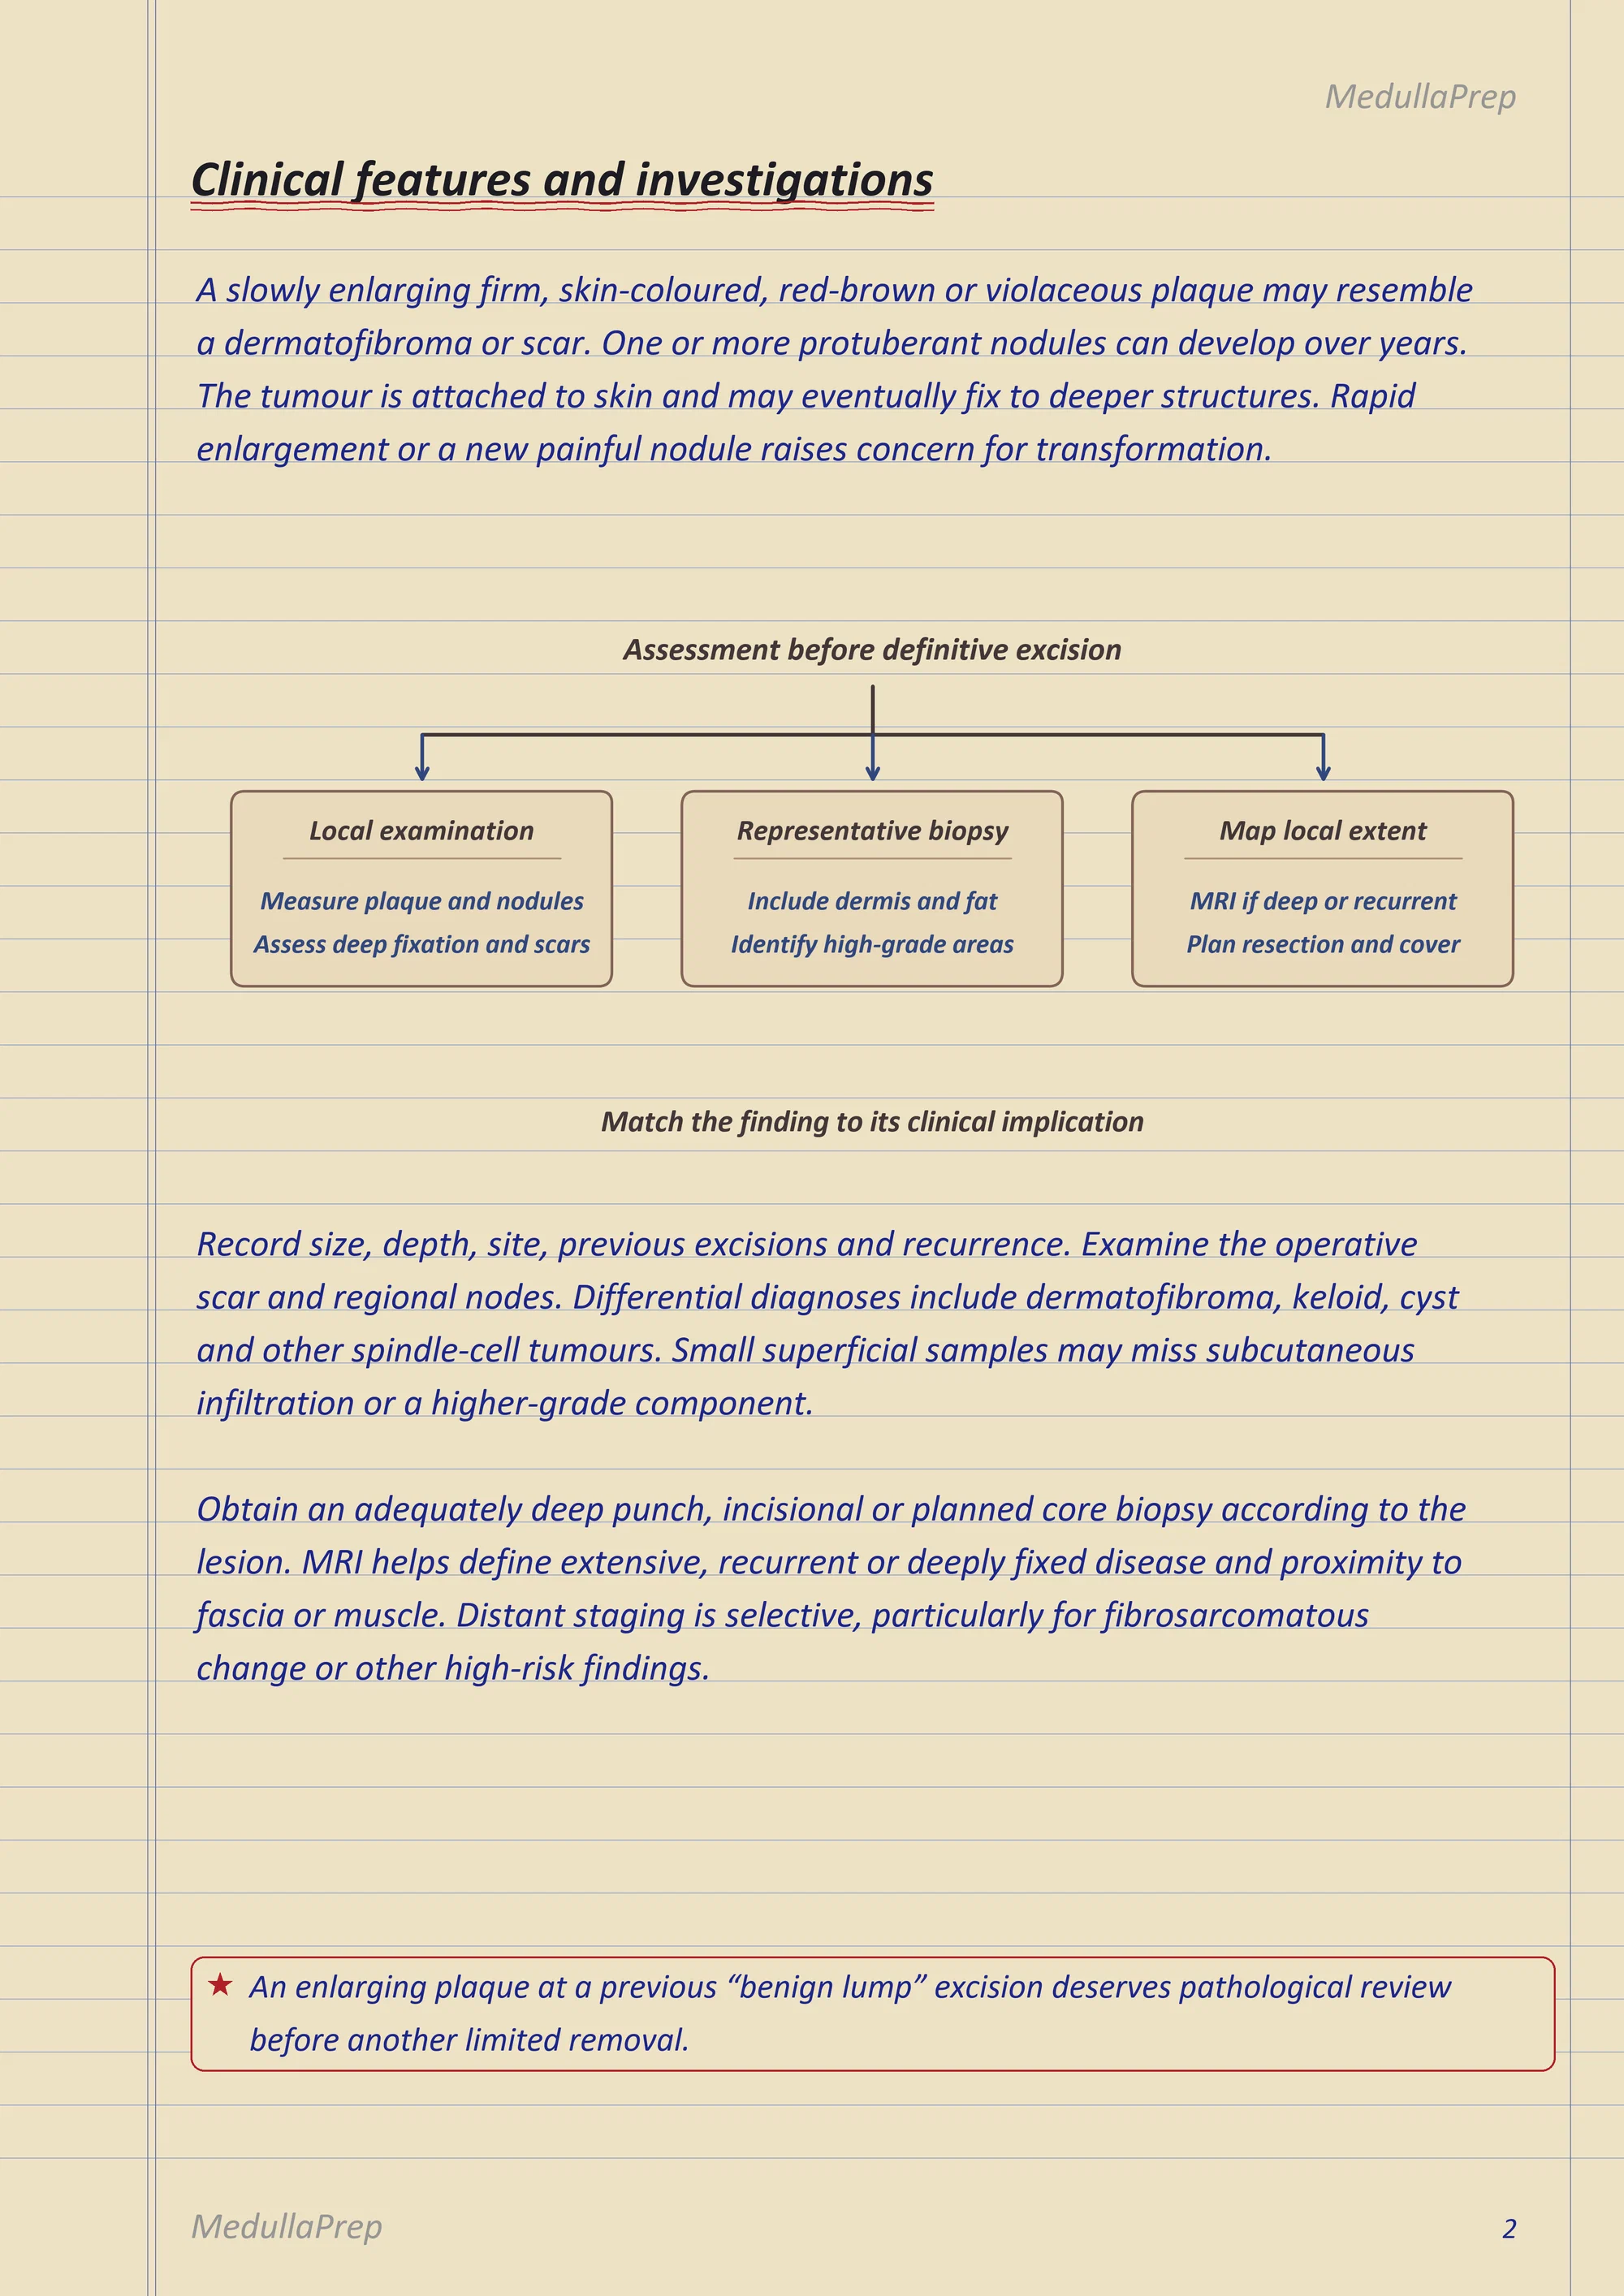 MedullaPrep
Clinical features and investigations
A slowly enlarging firm, skin-coloured, red-brown or violaceous plaque may resemble
a dermatofibroma or scar. One or more protuberant nodules can develop over years.
The tumour is attached to skin and may eventually fix to deeper structures. Rapid
enlargement or a new painful nodule raises concern for transformation.
Assessment before definitive excision
Local examination
Measure plaque and nodules
Assess deep fixation and scars
Representative biopsy
Include dermis and fat
Identify high-grade areas
Map local extent
MRI if deep or recurrent
Plan resection and cover
Match the finding to its clinical implication
Record size, depth, site, previous excisions and recurrence. Examine the operative
scar and regional nodes. Differential diagnoses include dermatofibroma, keloid, cyst
and other spindle-cell tumours. Small superficial samples may miss subcutaneous
infiltration or a higher-grade component.
Obtain an adequately deep punch, incisional or planned core biopsy according to the
lesion. MRI helps define extensive, recurrent or deeply fixed disease and proximity to
fascia or muscle. Distant staging is selective, particularly for fibrosarcomatous
change or other high-risk findings.
★ An enlarging plaque at a previous “benign lump” excision deserves pathological review
before another limited removal.
MedullaPrep
2